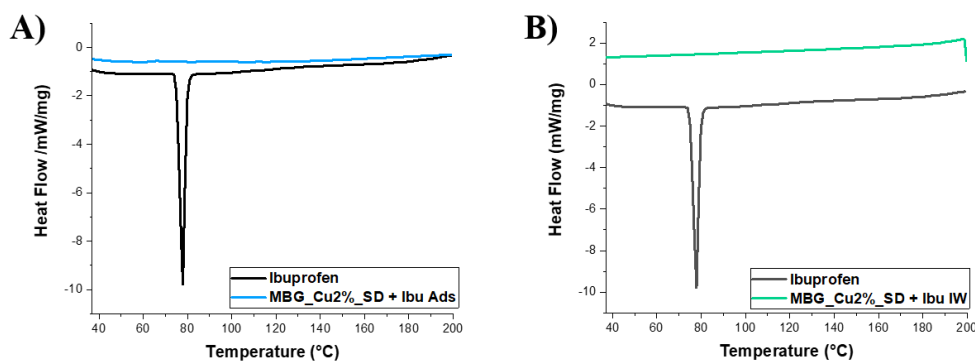 A)
Heat Flow /mW/mg)
0
-2
-4
-6
-8
-10
40 60 80 100 120 140 160 180 200
Temperature (°C)
Ibuprofen
MBG_Cu2%_SD + Ibu Ads
B)
Heat Flow (mW/mg)
2
0
-2
-4
-6
-8
-10
40 60 80 100 120 140 160 180 200
Temperature (°C)
Ibuprofen
MBG_Cu2%_SD + Ibu IW